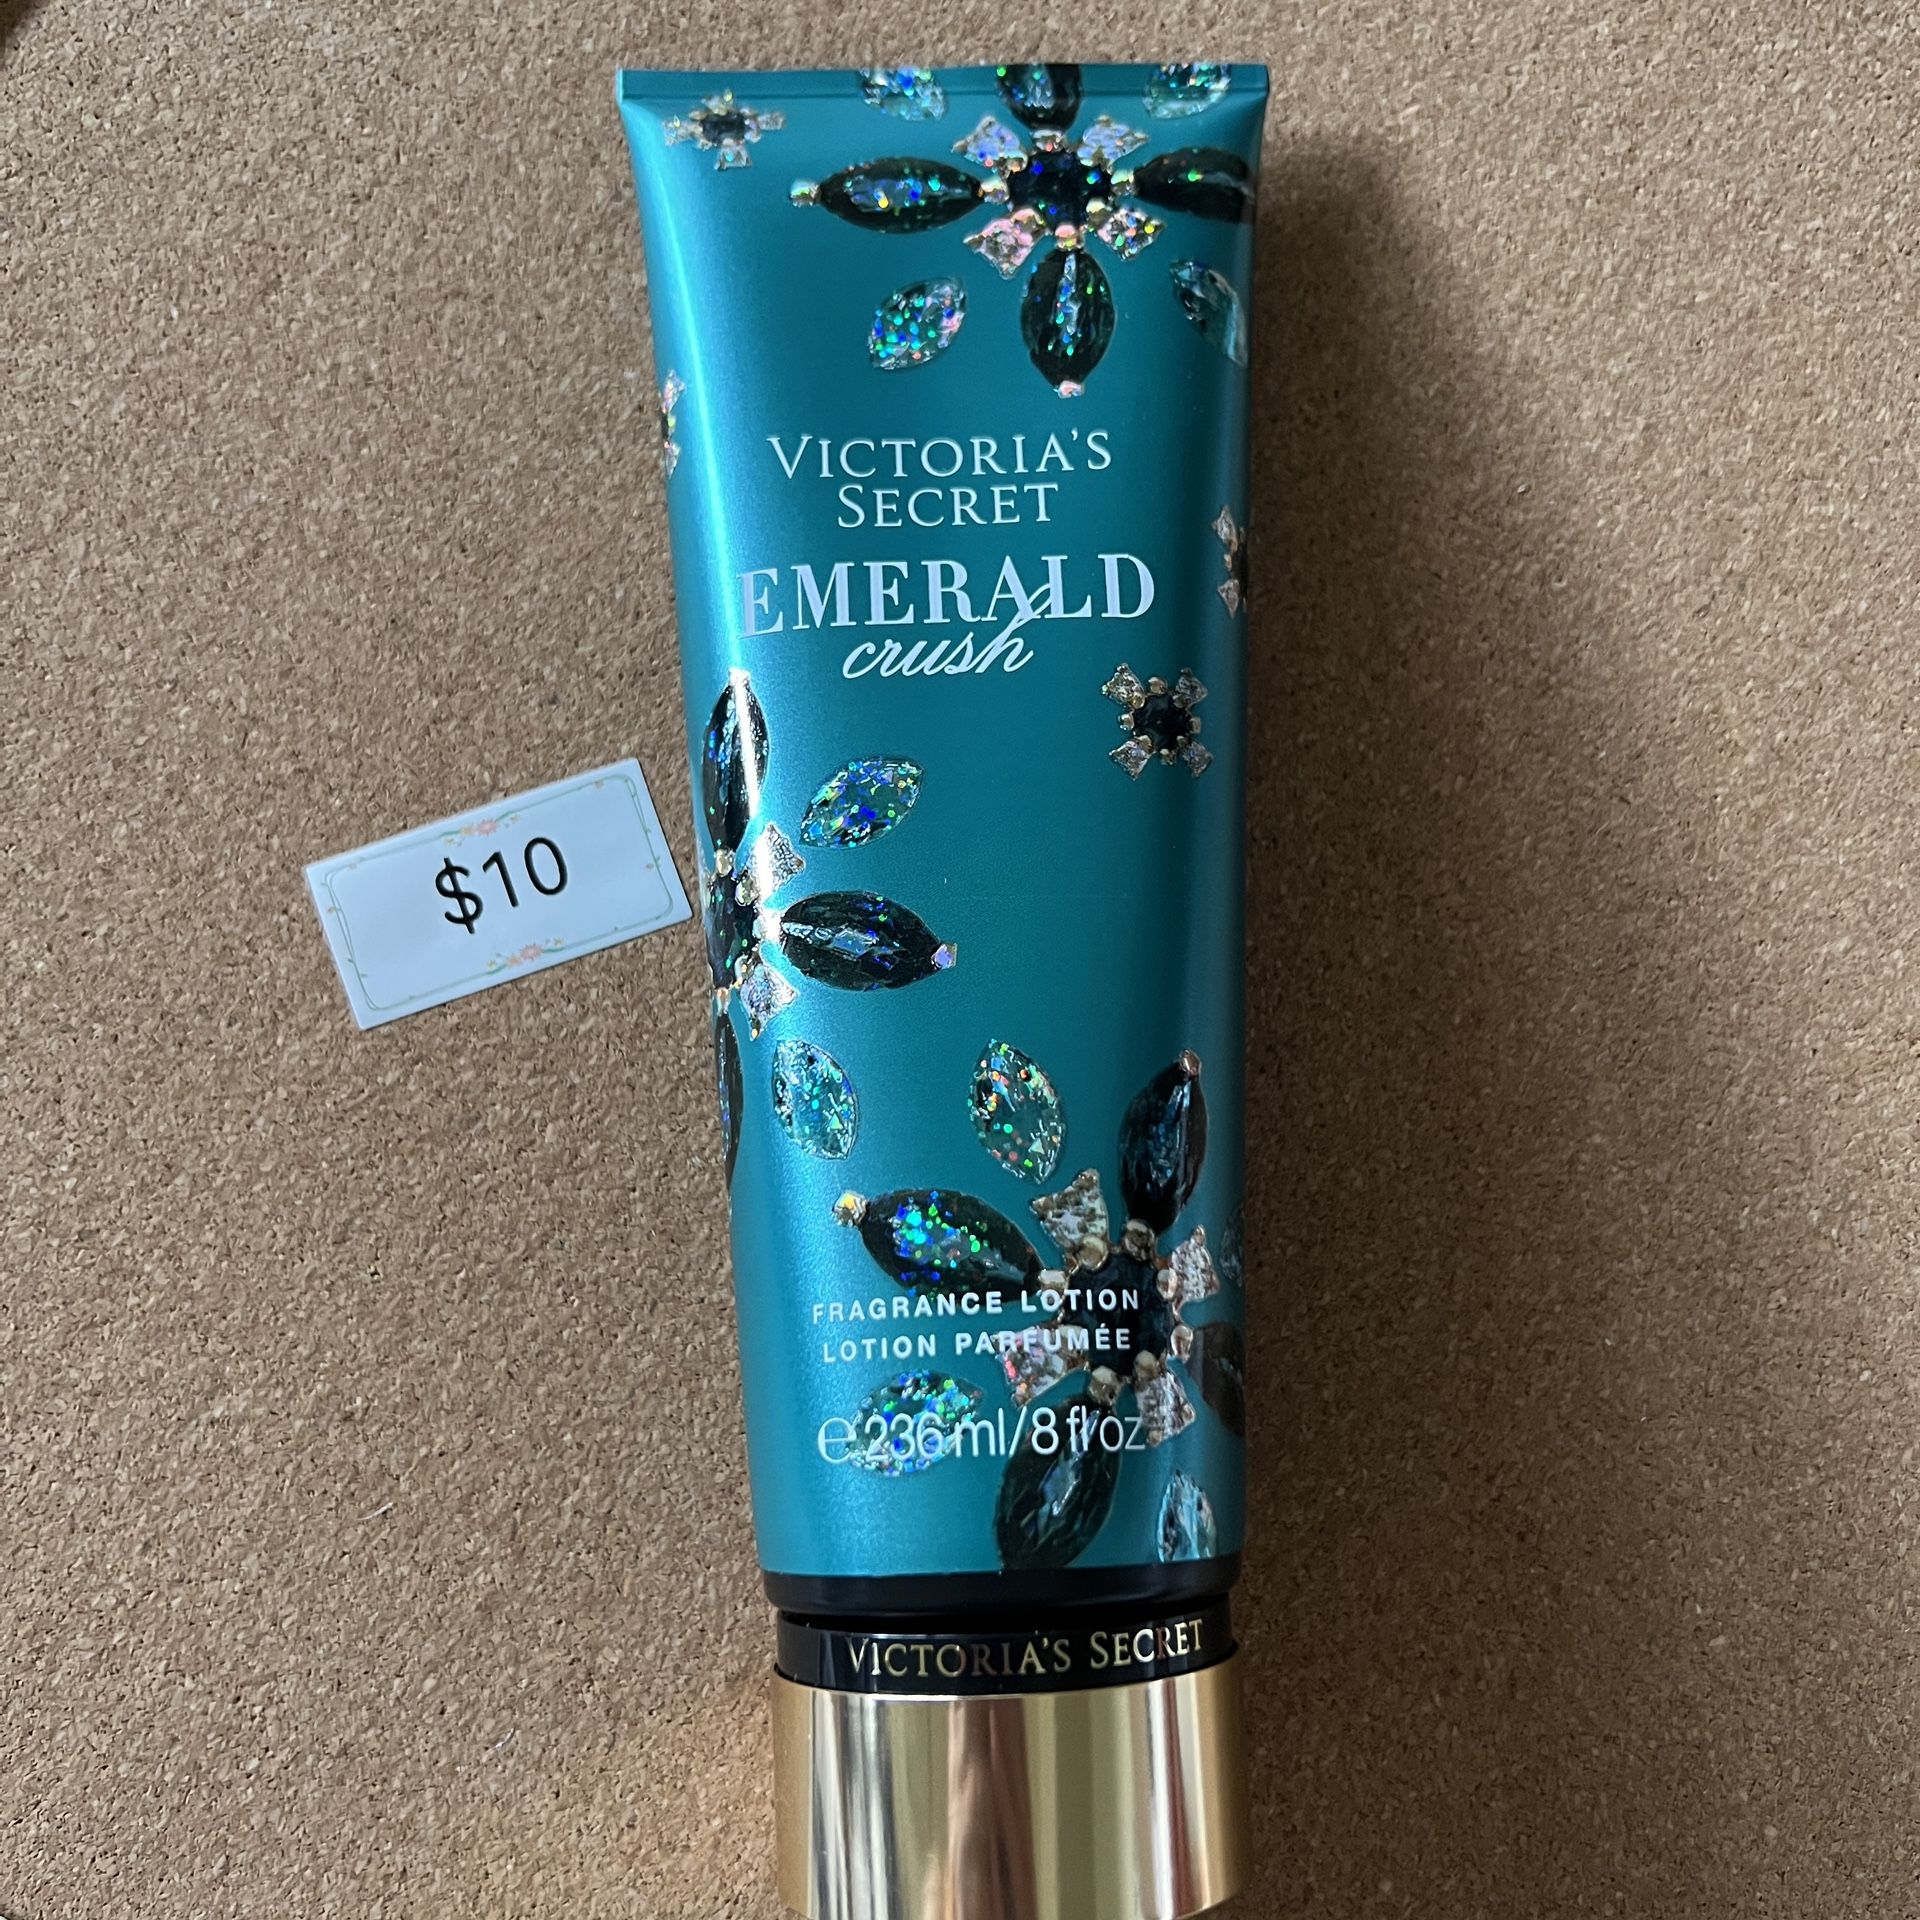 VICTORIA'S
SECRET
EMERALD
crush
$10
FRAGRANCE LOTION
LOTION PARFUMÉE
℮ 236 ml/8 fl oz
VICTORIA'S SECRET